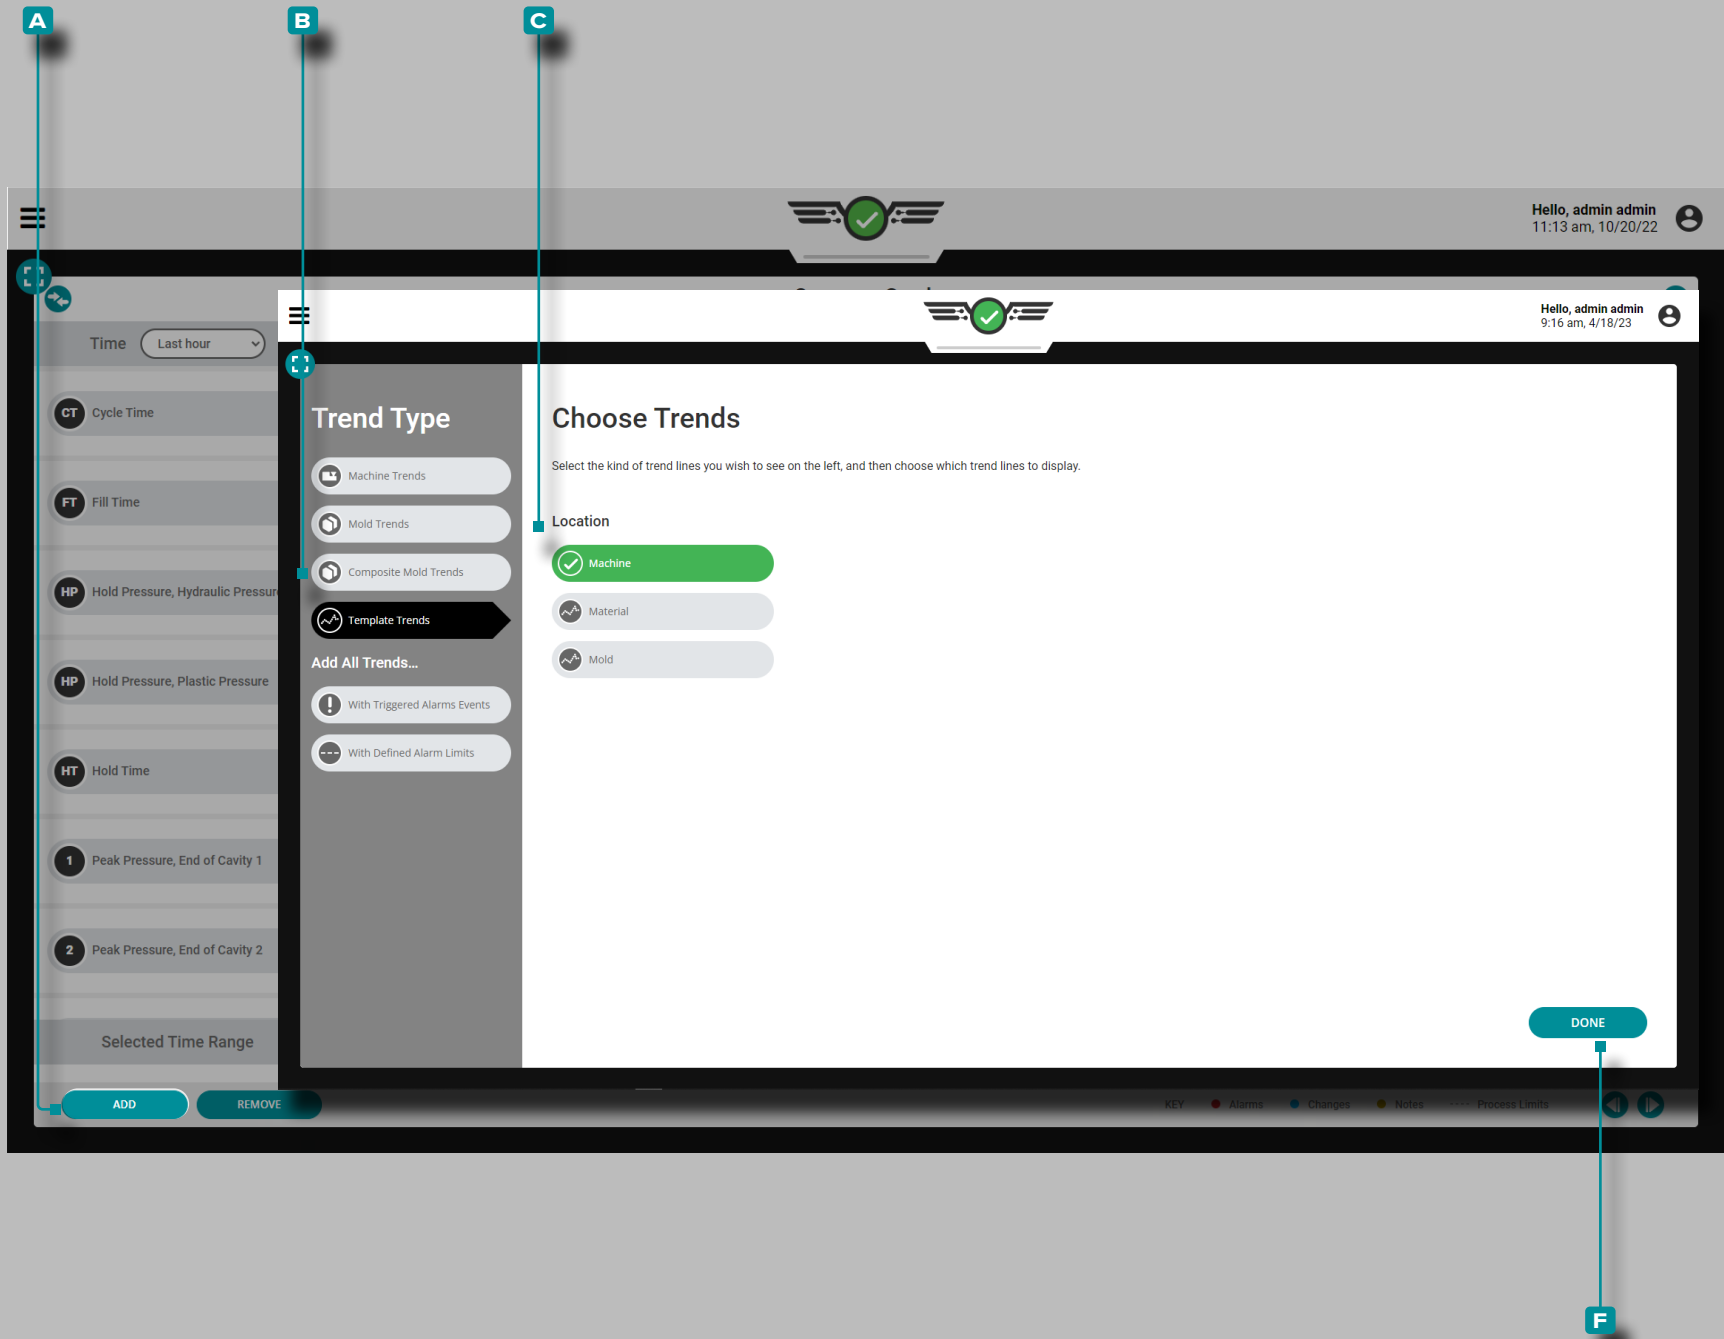 A
B
C
Hello, admin admin
11:13 am, 10/20/22
Hello, admin admin
9:16 am, 4/18/23
Time
Last hour
CT Cycle Time
FT Fill Time
HP Hold Pressure, Hydraulic Pressure
HP Hold Pressure, Plastic Pressure
HT Hold Time
1 Peak Pressure, End of Cavity 1
2 Peak Pressure, End of Cavity 2
Selected Time Range
ADD
REMOVE
Trend Type
Machine Trends
Mold Trends
Composite Mold Trends
Template Trends
Add All Trends...
With Triggered Alarms Events
With Defined Alarm Limits
Choose Trends
Select the kind of trend lines you wish to see on the left, and then choose which trend lines to display.
Location
Machine
Material
Mold
DONE
KEY
Alarms
Changes
Notes
Process Limits
F